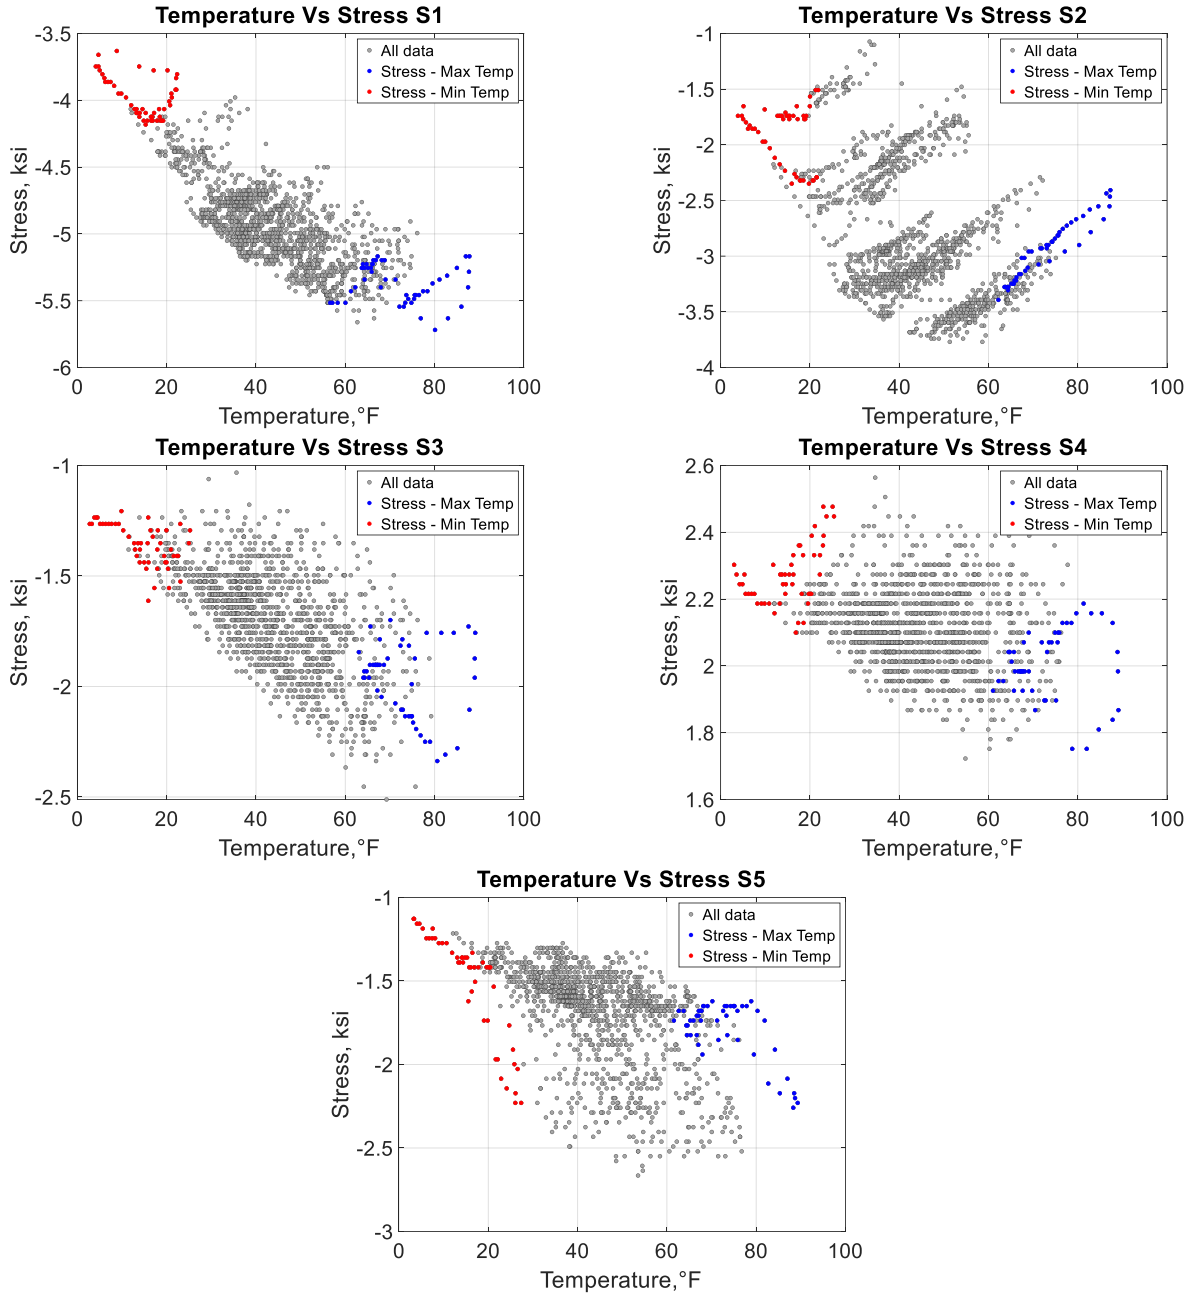 Temperature Vs Stress S1
-3.5
-4
-4.5
-5
-5.5
-6
Stress, ksi
All data
Stress - Max Temp
Stress - Min Temp
0 20 40 60 80 100
Temperature,°F
Temperature Vs Stress S2
-1
-1.5
-2
-2.5
-3
-3.5
-4
Stress, ksi
All data
Stress - Max Temp
Stress - Min Temp
0 20 40 60 80 100
Temperature,°F
Temperature Vs Stress S3
-1
-1.5
-2
-2.5
Stress, ksi
All data
Stress - Max Temp
Stress - Min Temp
0 20 40 60 80 100
Temperature,°F
Temperature Vs Stress S4
2.6
2.4
2.2
2
1.8
1.6
Stress, ksi
All data
Stress - Max Temp
Stress - Min Temp
0 20 40 60 80 100
Temperature,°F
Temperature Vs Stress S5
-1
-1.5
-2
-2.5
-3
Stress, ksi
All data
Stress - Max Temp
Stress - Min Temp
0 20 40 60 80 100
Temperature,°F